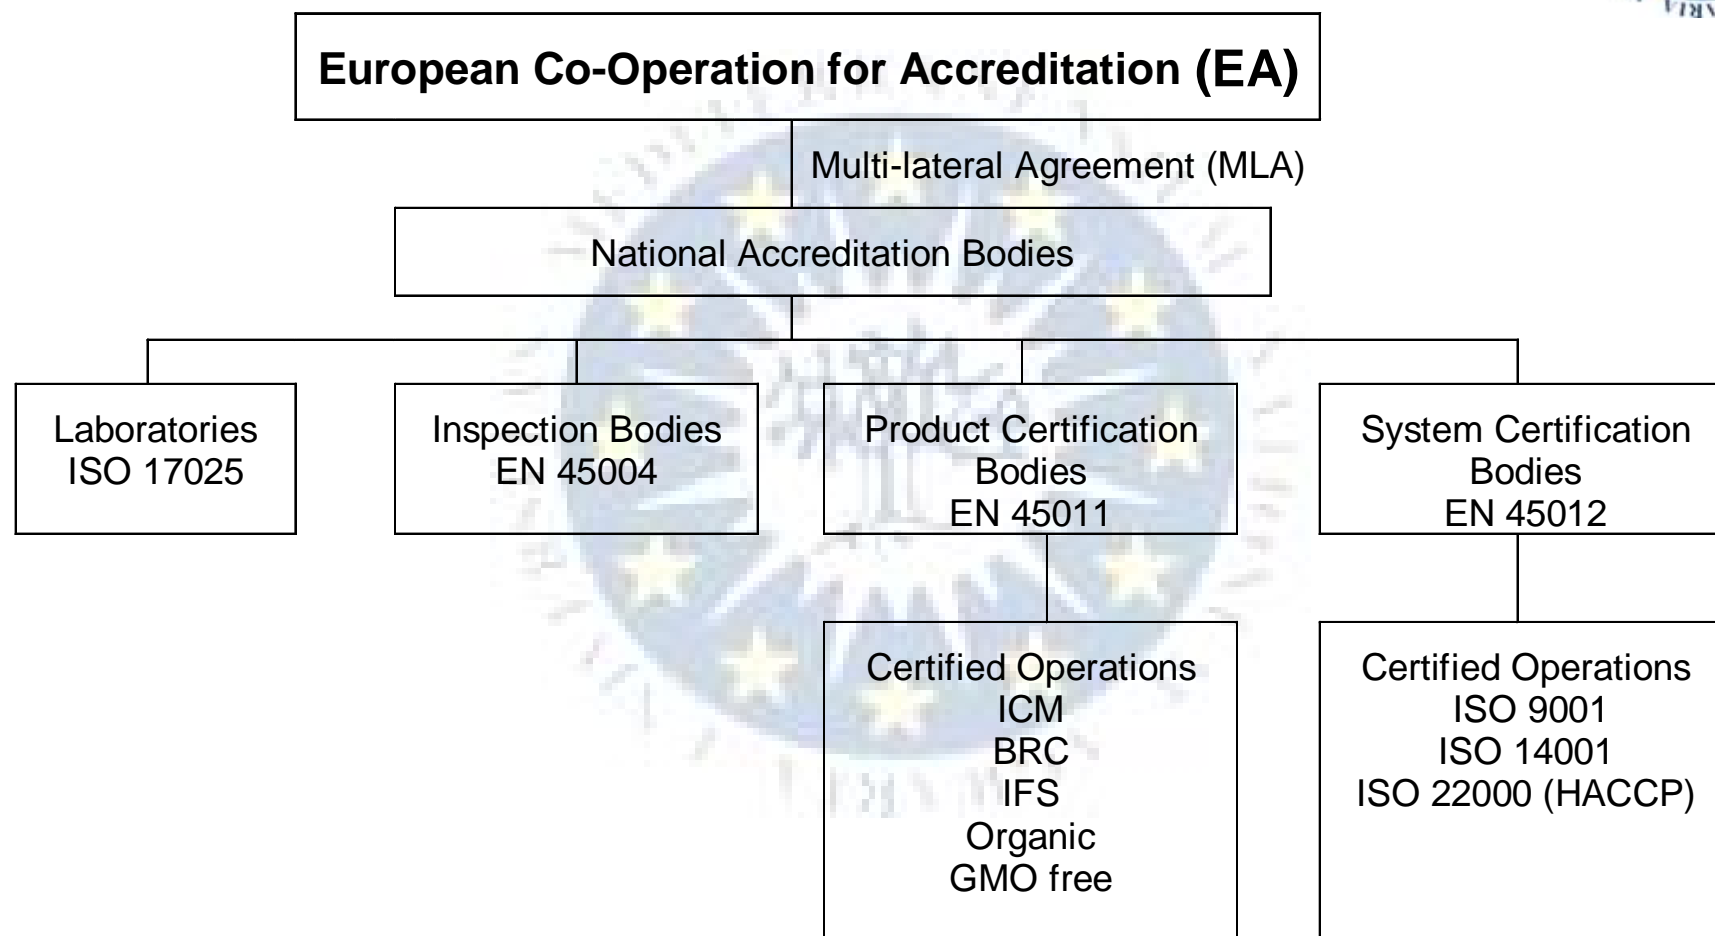 European Co-Operation for Accreditation (EA)
Multi-lateral Agreement (MLA)
National Accreditation Bodies
Laboratories
ISO 17025
Inspection Bodies
EN 45004
Product Certification
Bodies
EN 45011
System Certification
Bodies
EN 45012
Certified Operations
ICM
BRC
IFS
Organic
GMO free
Certified Operations
ISO 9001
ISO 14001
ISO 22000 (HACCP)